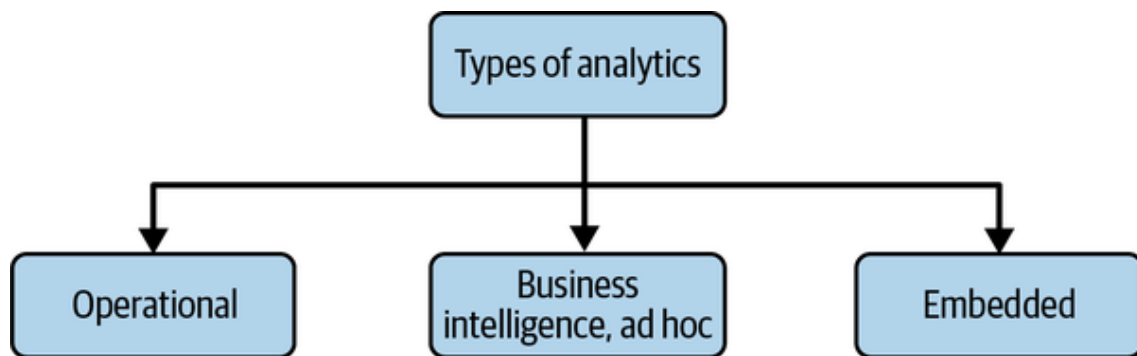 Types of analytics
Operational
Business
intelligence, ad hoc
Embedded